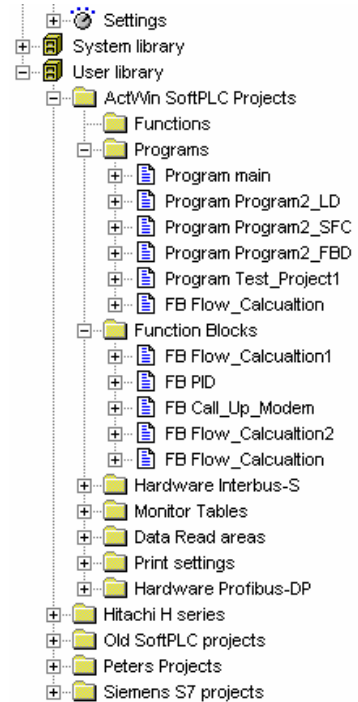 Settings
System library
User library
ActWin SoftPLC Projects
Functions
Programs
Program main
Program Program2_LD
Program Program2_SFC
Program Program2_FBD
Program Test_Project1
FB Flow_Calcualtion
Function Blocks
FB Flow_Calcualtion1
FB PID
FB Call_Up_Modem
FB Flow_Calcualtion2
FB Flow_Calcualtion
Hardware Interbus-S
Monitor Tables
Data Read areas
Print settings
Hardware Profibus-DP
Hitachi H series
Old SoftPLC projects
Peters Projects
Siemens S7 projects